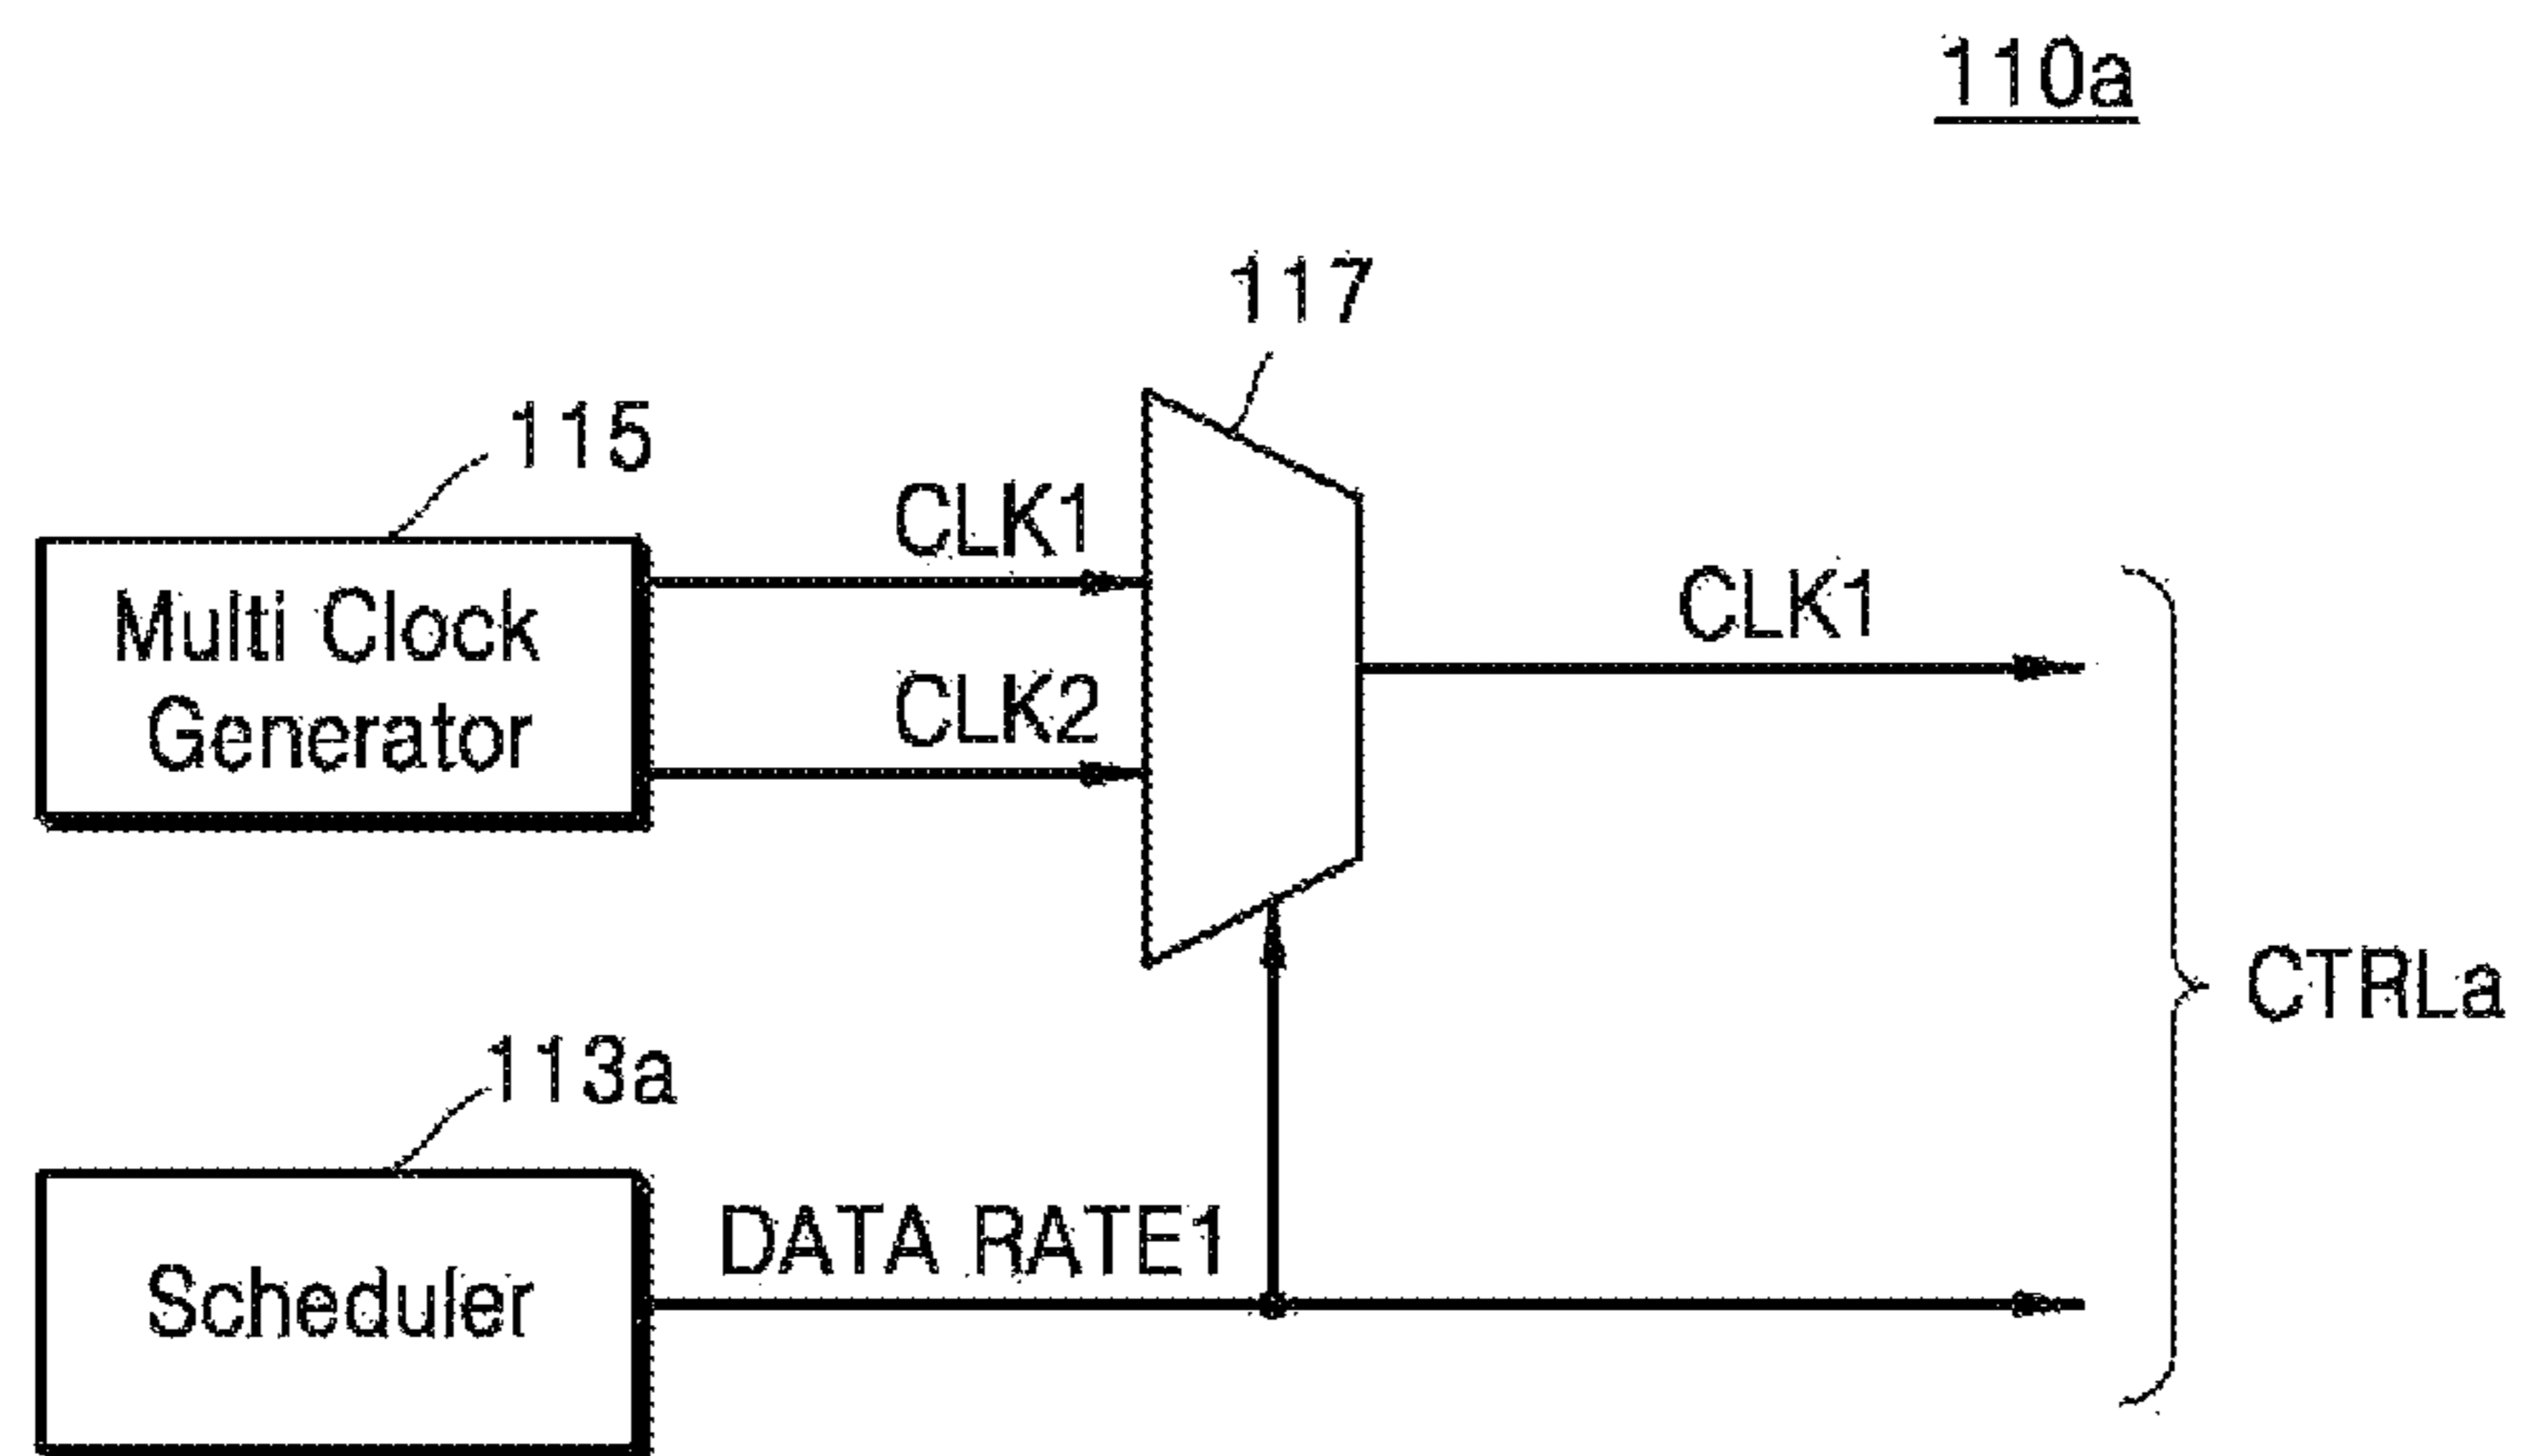 110a
117
115
CLK1
CLK1
Multi Clock
Generator
CLK2
CTRLa
113a
DATA RATE1
Scheduler